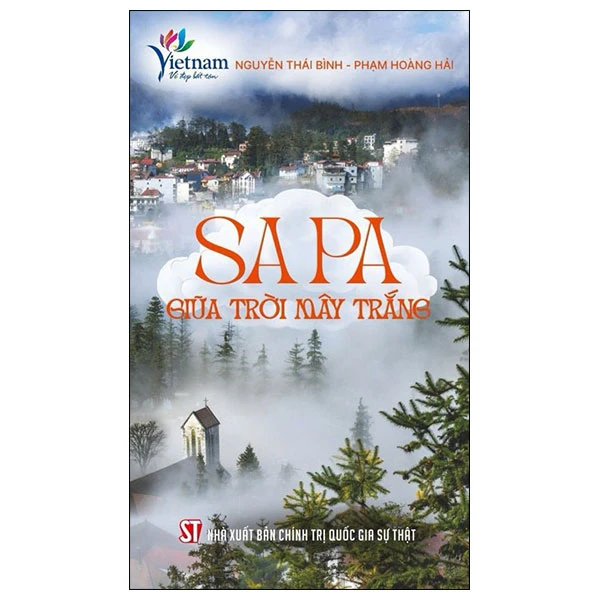 Vietnam
Vẻ đẹp bất tận
NGUYỄN THÁI BÌNH - PHẠM HOÀNG HẢI
SA PA
GIỮA TRỜI MÂY TRẮNG
ST NHÀ XUẤT BẢN CHÍNH TRỊ QUỐC GIA SỰ THẬT